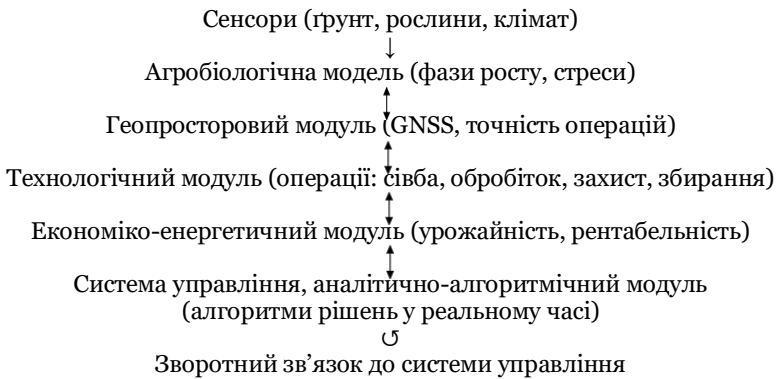 Сенсори (ґрунт, рослини, клімат)
↓
Агробіологічна модель (фази росту, стреси)
Геопросторовий модуль (GNSS, точність операцій)
Технологічний модуль (операції: сівба, обробіток, захист, збирання)
Економіко-енергетичний модуль (урожайність, рентабельність)
Система управління, аналітично-алгоритмічний модуль
(алгоритми рішень у реальному часі)
↺
Зворотний зв’язок до системи управління